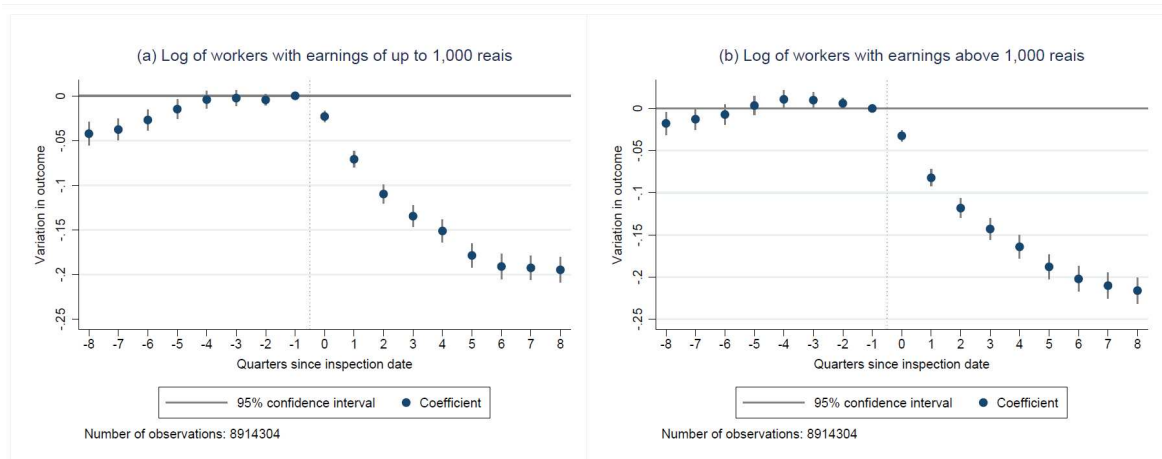 (a) Log of workers with earnings of up to 1,000 reais
Variation in outcome
0
-.05
-.1
-.15
-.2
-.25
-8 -7 -6 -5 -4 -3 -2 -1 0 1 2 3 4 5 6 7 8
Quarters since inspection date
95% confidence interval Coefficient
Number of observations: 8914304
(b) Log of workers with earnings above 1,000 reais
Variation in outcome
0
-.05
-.1
-.15
-.2
-.25
-8 -7 -6 -5 -4 -3 -2 -1 0 1 2 3 4 5 6 7 8
Quarters since inspection date
95% confidence interval Coefficient
Number of observations: 8914304